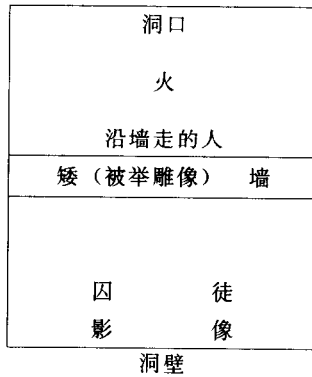 洞口
火
沿墙走的人
矮（被举雕像） 墙
囚 徒
影 像
洞壁